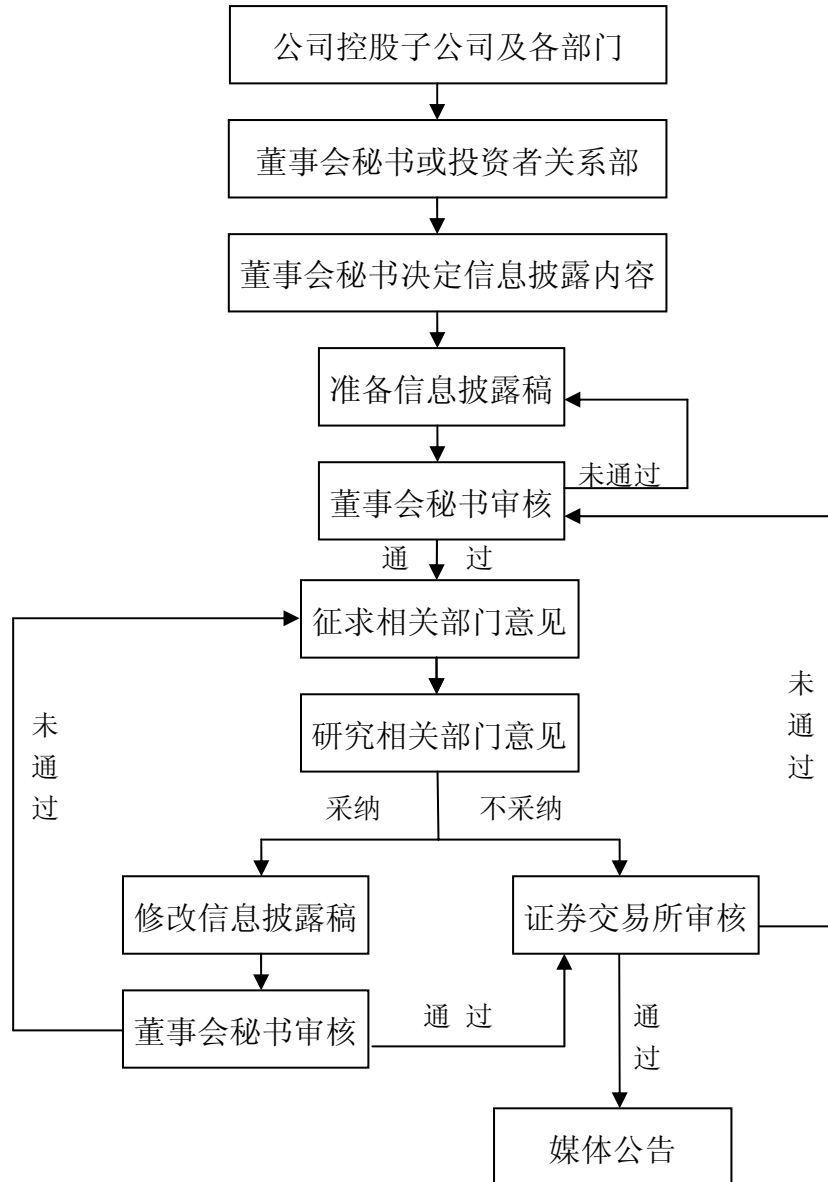 公司控股子公司及各部门
董事会秘书或投资者关系部
董事会秘书决定信息披露内容
准备信息披露稿
未通过
董事会秘书审核
通 过
征求相关部门意见
未
通
过
研究相关部门意见
未
通
过
采纳 不采纳
修改信息披露稿
证券交易所审核
董事会秘书审核
通 过
通
过
媒体公告